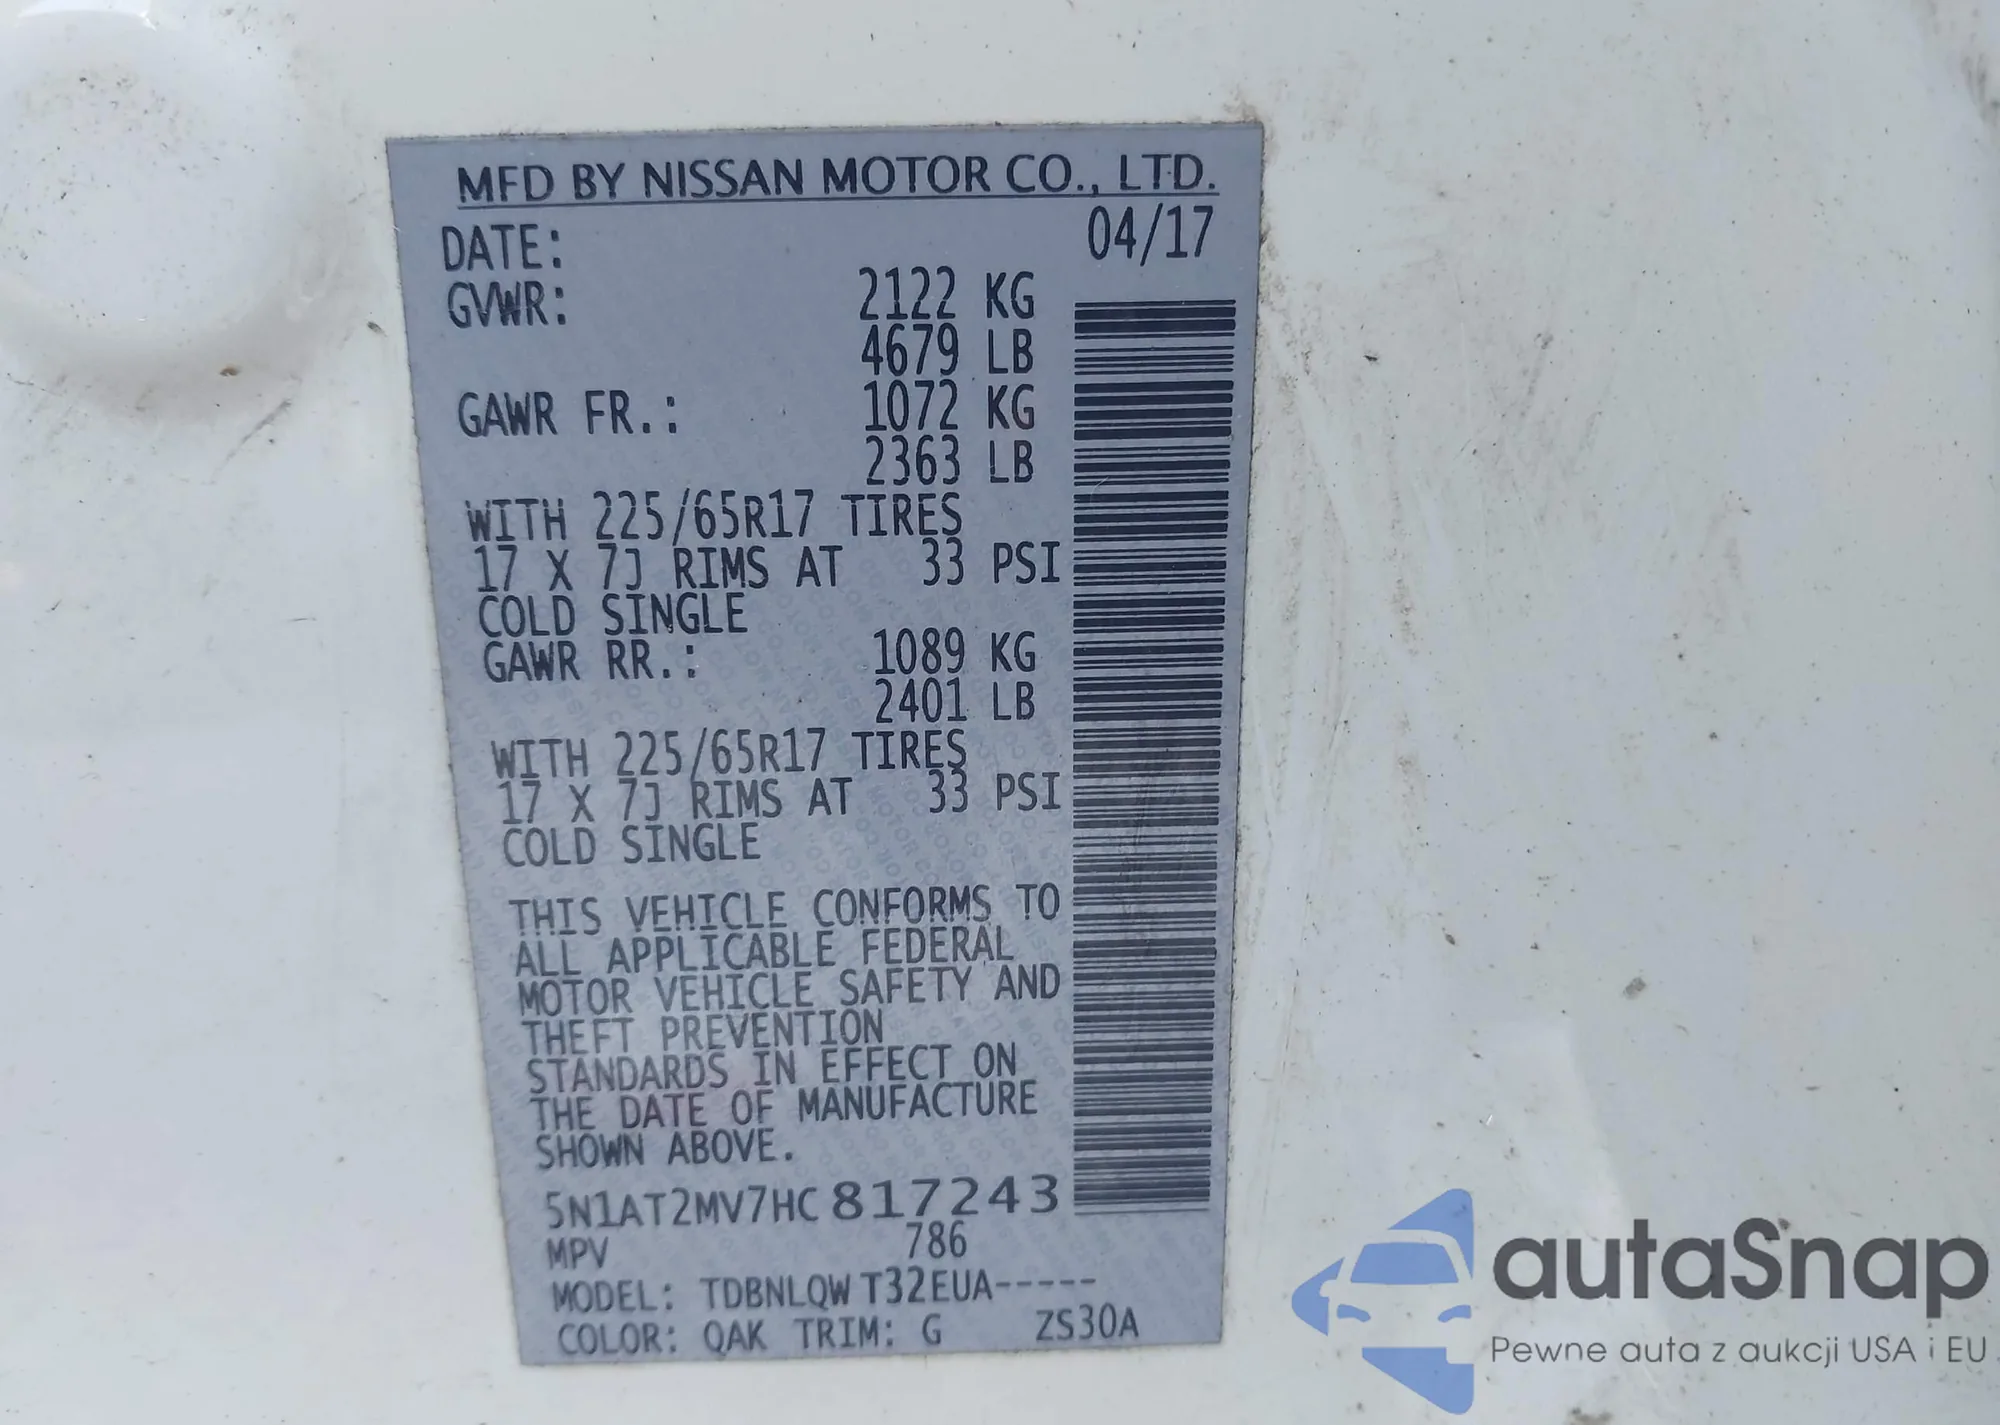 MFD BY NISSAN MOTOR CO., LTD.
DATE: 04/17
GVWR: 2122 KG
4679 LB
GAWR FR.: 1072 KG
2363 LB
WITH 225/65R17 TIRES
17 X 7J RIMS AT 33 PSI
COLD SINGLE
GAWR RR.: 1089 KG
2401 LB
WITH 225/65R17 TIRES
17 X 7J RIMS AT 33 PSI
COLD SINGLE
THIS VEHICLE CONFORMS TO
ALL APPLICABLE FEDERAL
MOTOR VEHICLE SAFETY AND
THEFT PREVENTION
STANDARDS IN EFFECT ON
THE DATE OF MANUFACTURE
SHOWN ABOVE.
5N1AT2MV7HC817243
MPV 786
MODEL: TDBNLQW T32EUA-----
COLOR: QAK TRIM: G ZS30A
autaSnap
Pewne auta z aukcji USA i EU